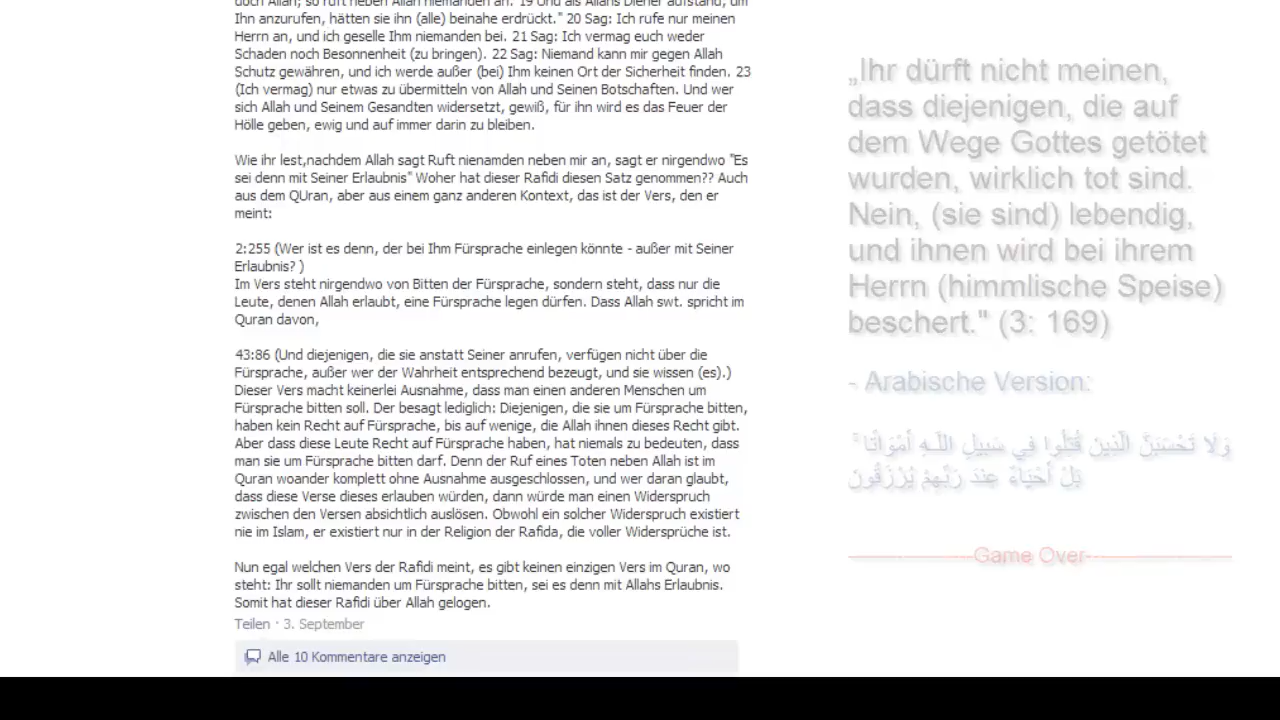 doch Allah; so ruft neben Allah niemanden an. 19 Und als Allahs Diener aufstand, um
Ihn anzurufen, hätten sie ihn (alle) beinahe erdrückt." 20 Sag: Ich rufe nur meinen
Herrn an, und ich geselle Ihm niemanden bei. 21 Sag: Ich vermag euch weder
Schaden noch Besonnenheit (zu bringen). 22 Sag: Niemand kann mir gegen Allah
Schutz gewähren, und ich werde außer (bei) Ihm keinen Ort der Sicherheit finden. 23
(Ich vermag) nur etwas zu übermitteln von Allah und Seinen Botschaften. Und wer
sich Allah und Seinem Gesandten widersetzt, gewiß, für ihn wird es das Feuer der
Hölle geben, ewig und auf immer darin zu bleiben.
Wie ihr lest,nachdem Allah sagt Ruft nienamden neben mir an, sagt er nirgendwo "Es
sei denn mit Seiner Erlaubnis" Woher hat dieser Rafidi diesen Satz genommen?? Auch
aus dem QUran, aber aus einem ganz anderen Kontext, das ist der Vers, den er
meint:
2:255 (Wer ist es denn, der bei Ihm Fürsprache einlegen könnte - außer mit Seiner
Erlaubnis? )
Im Vers steht nirgendwo von Bitten der Fürsprache, sondern steht, dass nur die
Leute, denen Allah erlaubt, eine Fürsprache legen dürfen. Dass Allah swt. spricht im
Quran davon,
43:86 (Und diejenigen, die sie anstatt Seiner anrufen, verfügen nicht über die
Fürsprache, außer wer der Wahrheit entsprechend bezeugt, und sie wissen (es).)
Dieser Vers macht keinerlei Ausnahme, dass man einen anderen Menschen um
Fürsprache bitten soll. Der besagt lediglich: Diejenigen, die sie um Fürsprache bitten,
haben kein Recht auf Fürsprache, bis auf wenige, die Allah ihnen dieses Recht gibt.
Aber dass diese Leute Recht auf Fürsprache haben, hat niemals zu bedeuten, dass
man sie um Fürsprache bitten darf. Denn der Ruf eines Toten neben Allah ist im
Quran woander komplett ohne Ausnahme ausgeschlossen, und wer daran glaubt,
dass diese Verse dieses erlauben würden, dann würde man einen Widerspruch
zwischen den Versen absichtlich auslösen. Obwohl ein solcher Widerspruch existiert
nie im Islam, er existiert nur in der Religion der Rafida, die voller Widersprüche ist.
Nun egal welchen Vers der Rafidi meint, es gibt keinen einzigen Vers im Quran, wo
steht: Ihr sollt niemanden um Fürsprache bitten, sei es denn mit Allahs Erlaubnis.
Somit hat dieser Rafidi über Allah gelogen.
Teilen · 3. September
Alle 10 Kommentare anzeigen
„Ihr dürft nicht meinen,
dass diejenigen, die auf
dem Wege Gottes getötet
wurden, wirklich tot sind.
Nein, (sie sind) lebendig,
und ihnen wird bei ihrem
Herrn (himmlische Speise)
beschert." (3: 169)
- Arabische Version:
وَلَا تَحْسَبَنَّ الَّذِينَ قُتِلُوا فِي سَبِيلِ اللَّـهِ أَمْوَاتًا ۚ
بَلْ أَحْيَاءٌ عِندَ رَبِّهِمْ يُرْزَقُونَ
Game Over